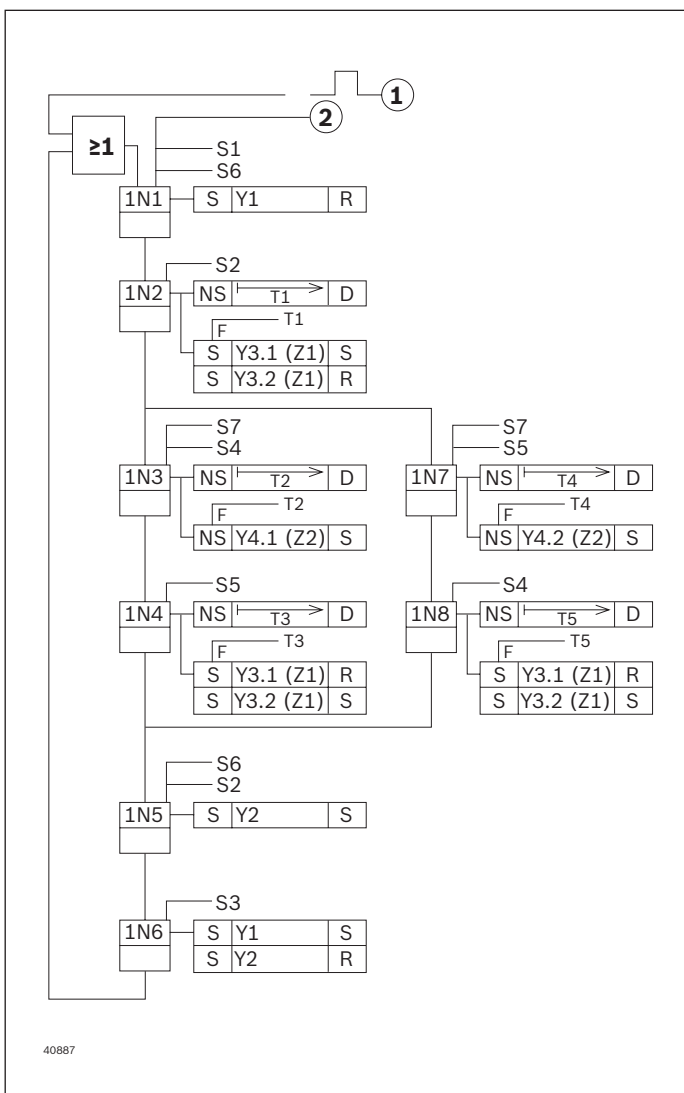 1
2
≥1
S1
S6
1N1 S Y1 R
S2
1N2 NS T1 D
T1
F
S Y3.1 (Z1) S
S Y3.2 (Z1) R
S7 S7
S4 S5
1N3 NS T2 D 1N7 NS T4 D
T2 T4
F F
NS Y4.1 (Z2) S NS Y4.2 (Z2) S
S5 S4
1N4 NS T3 D 1N8 NS T5 D
T3 T5
F F
S Y3.1 (Z1) R S Y3.1 (Z1) R
S Y3.2 (Z1) S S Y3.2 (Z1) S
S6
S2
1N5 S Y2 S
S3
1N6 S Y1 S
S Y2 R
40887